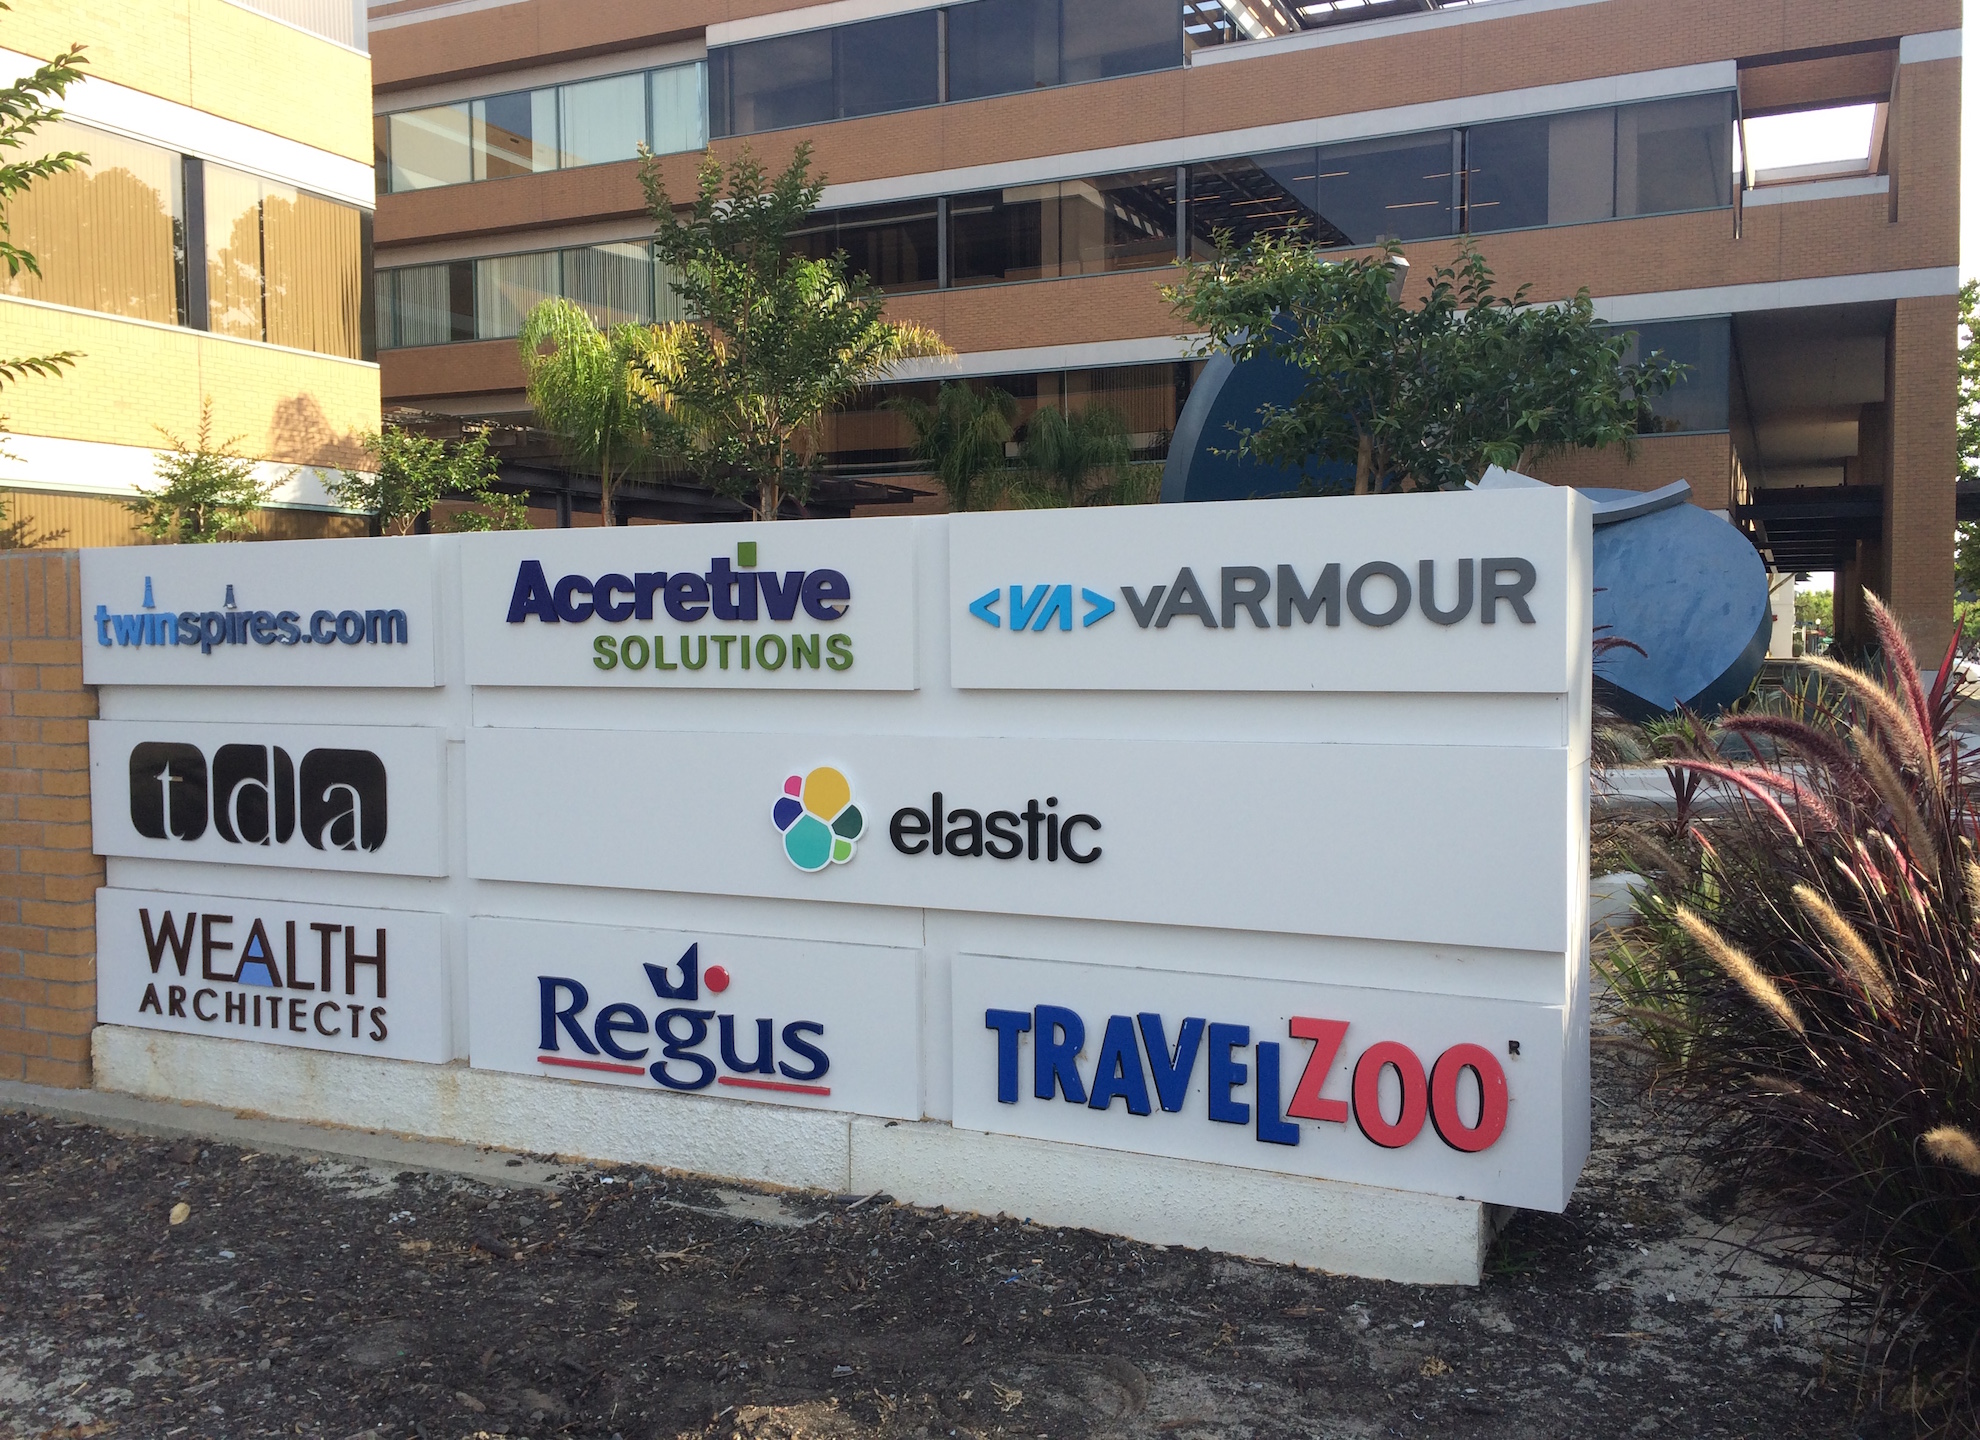 twinspires.com
Accretive
SOLUTIONS
<VA> vARMOUR
tda
elastic
WEALTH
ARCHITECTS
Regus
TRAVELZOO R